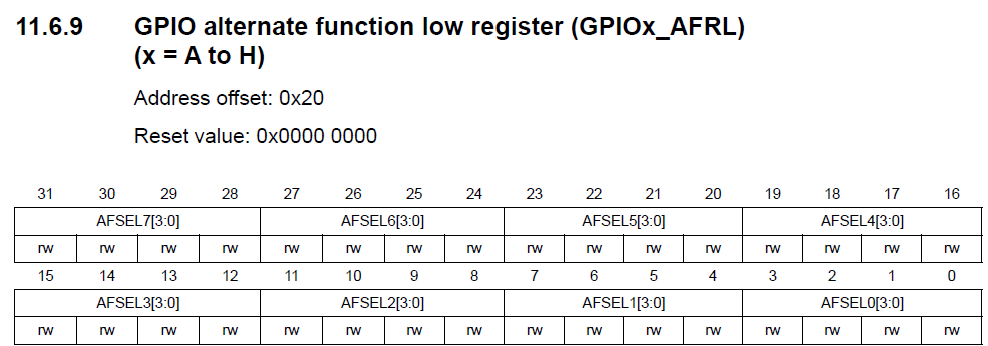 11.6.9 GPIO alternate function low register (GPIOx_AFRL)
(x = A to H)
Address offset: 0x20
Reset value: 0x0000 0000
31 30 29 28 27 26 25 24 23 22 21 20 19 18 17 16
AFSEL7[3:0] AFSEL6[3:0] AFSEL5[3:0] AFSEL4[3:0]
rw rw rw rw rw rw rw rw rw rw rw rw rw rw rw rw
15 14 13 12 11 10 9 8 7 6 5 4 3 2 1 0
AFSEL3[3:0] AFSEL2[3:0] AFSEL1[3:0] AFSEL0[3:0]
rw rw rw rw rw rw rw rw rw rw rw rw rw rw rw rw